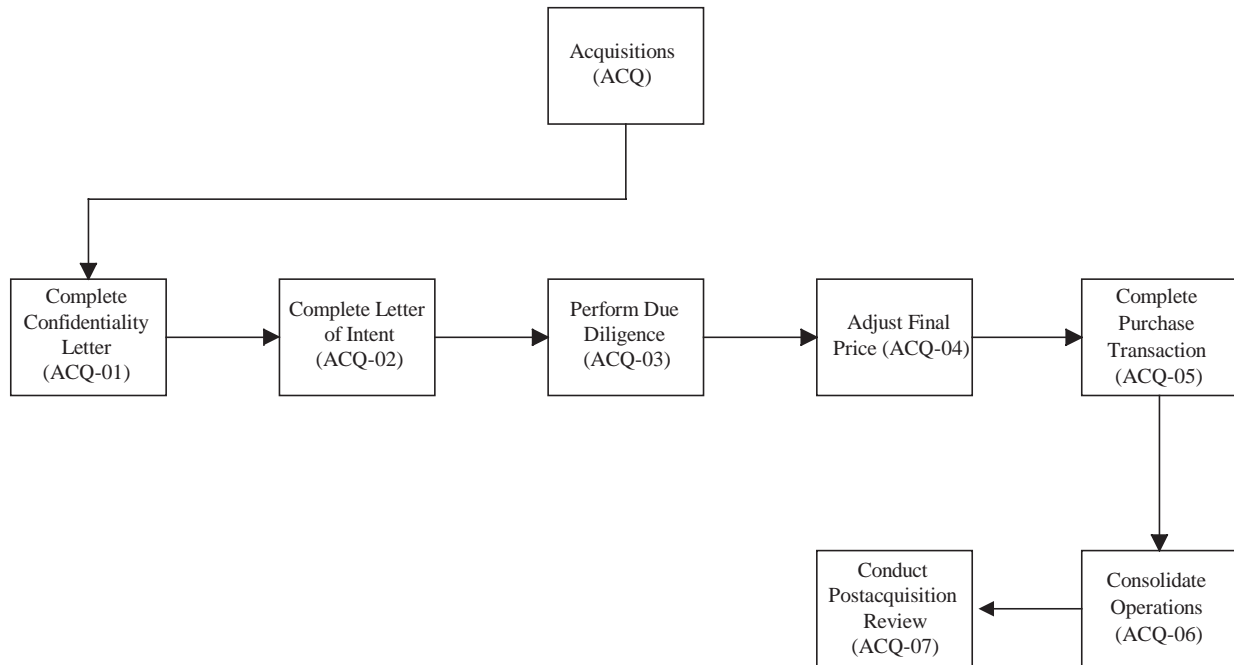 Acquisitions
(ACQ)
Complete
Confidentiality
Letter
(ACQ-01)
Complete Letter
of Intent
(ACQ-02)
Perform Due
Diligence
(ACQ-03)
Adjust Final
Price (ACQ-04)
Complete
Purchase
Transaction
(ACQ-05)
Consolidate
Operations
(ACQ-06)
Conduct
Postacquisition
Review
(ACQ-07)